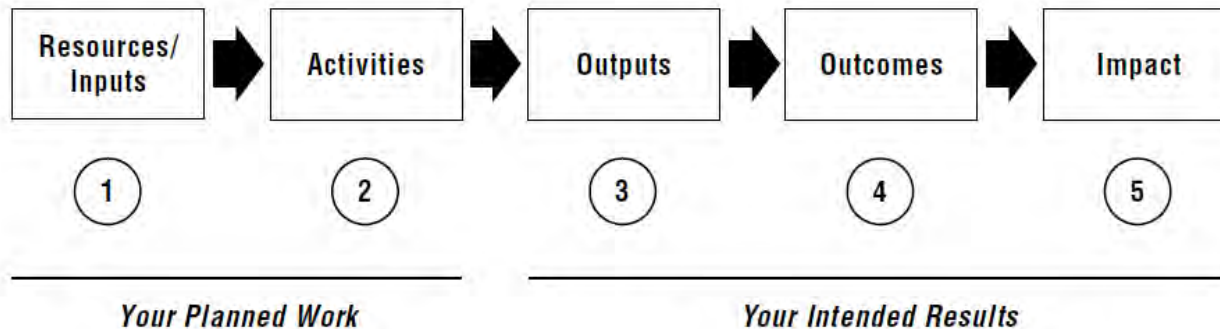 Resources/
Inputs
Activities
Outputs
Outcomes
Impact
1
2
3
4
5
Your Planned Work
Your Intended Results